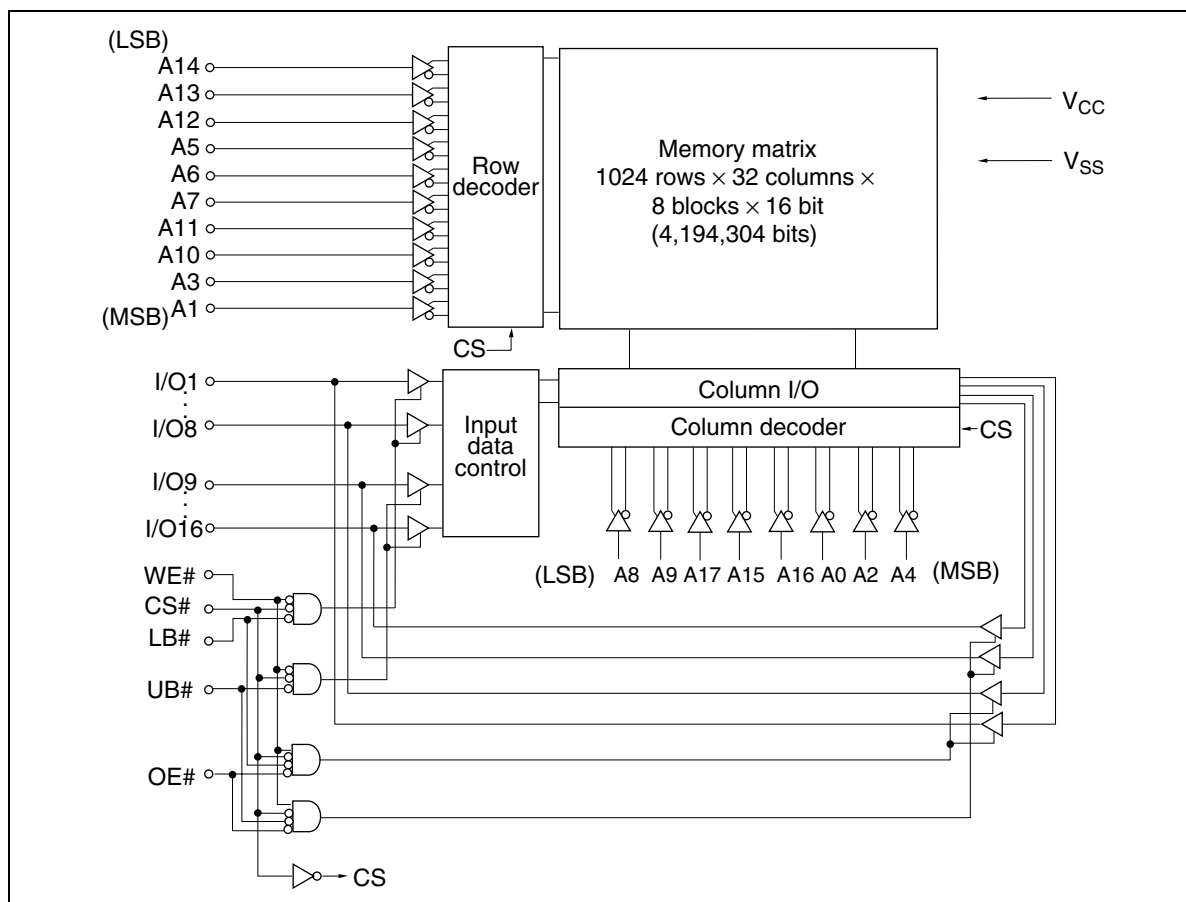 (LSB)
A14
A13
A12
A5
A6
A7
A11
A10
A3
A1
(MSB)
Row
decoder
CS
Memory matrix
1024 rows × 32 columns ×
8 blocks × 16 bit
(4,194,304 bits)
VCC
VSS
I/O1
I/O8
I/O9
I/O16
Input
data
control
Column I/O
Column decoder
CS
(LSB) A8 A9 A17 A15 A16 A0 A2 A4 (MSB)
WE#
CS#
LB#
UB#
OE#
CS